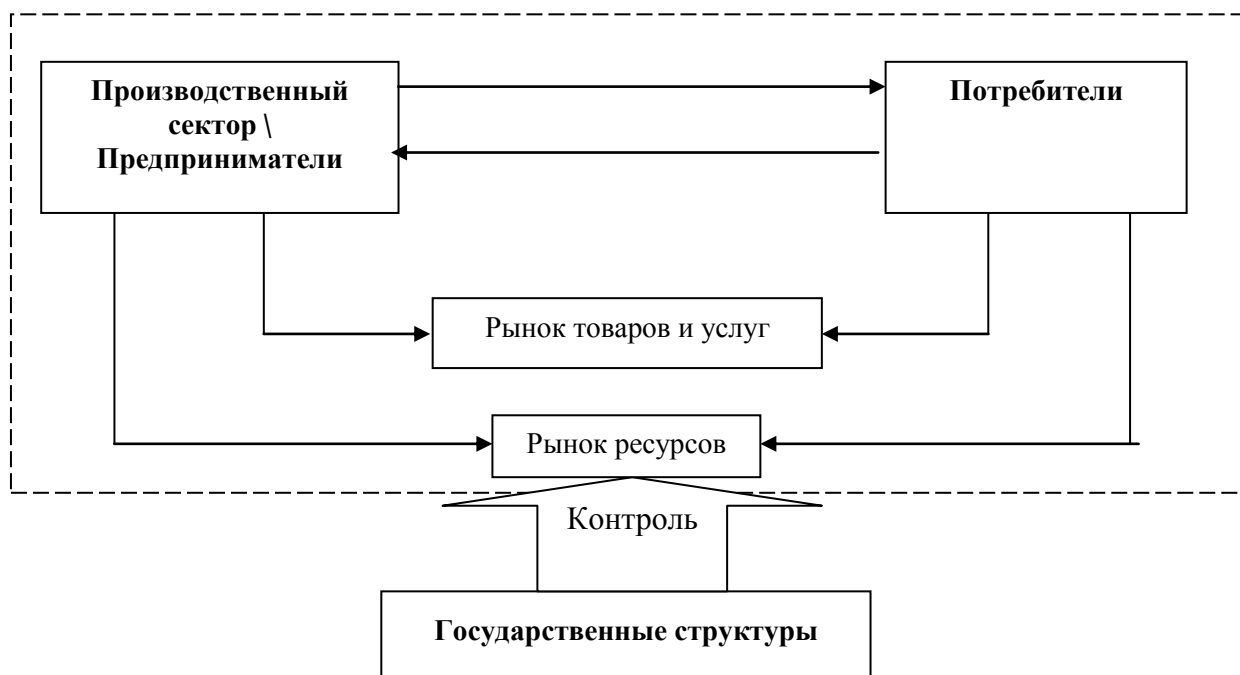 Производственный
сектор \
Предприниматели
Потребители
Рынок товаров и услуг
Рынок ресурсов
Контроль
Государственные структуры